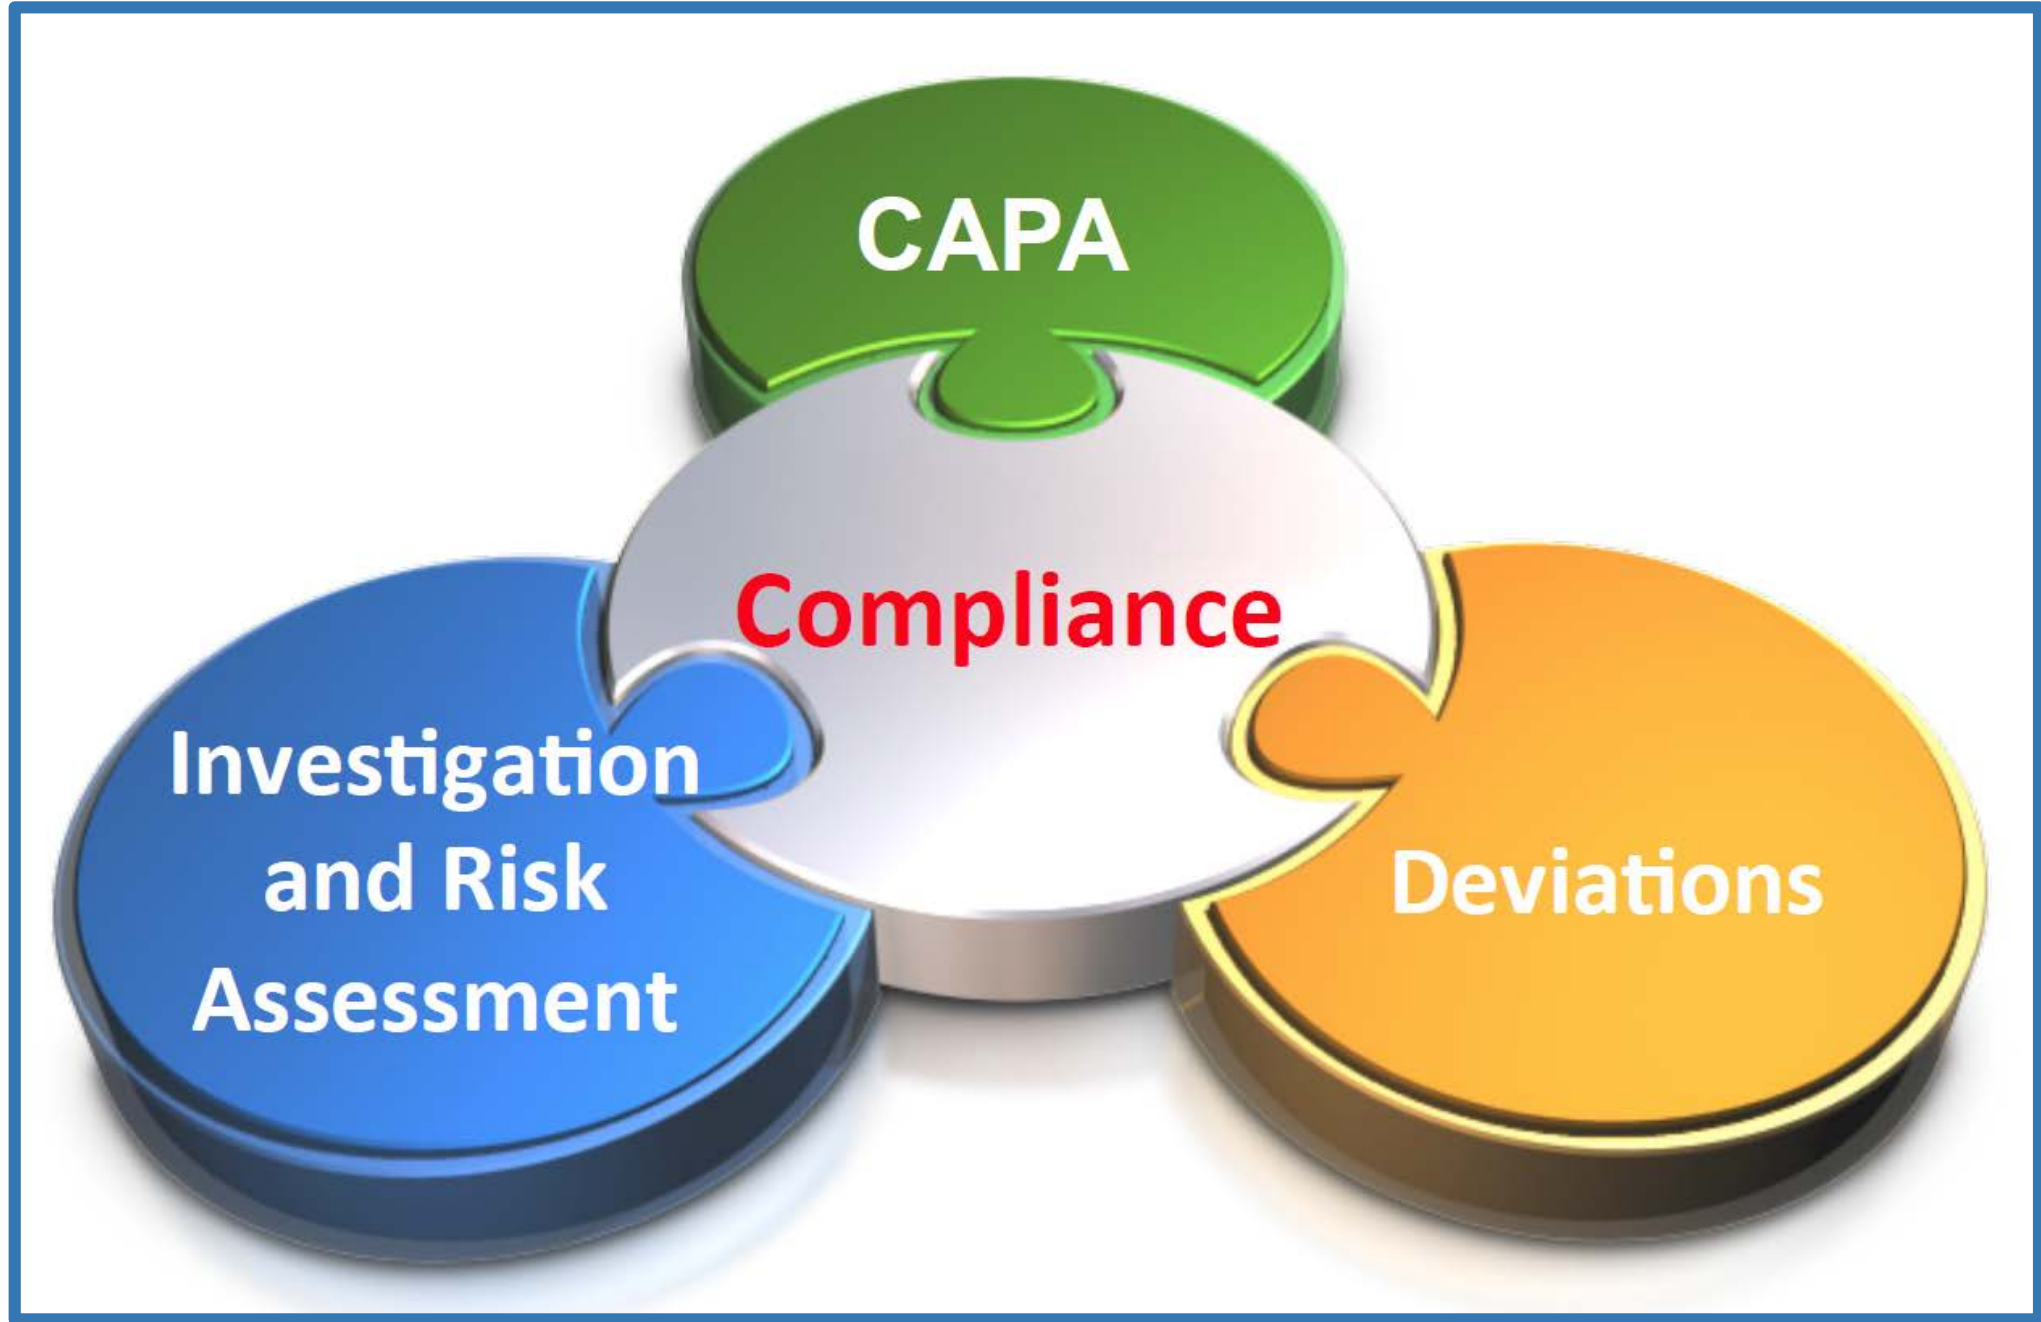 CAPA
Compliance
Investigation
and Risk
Assessment
Deviations